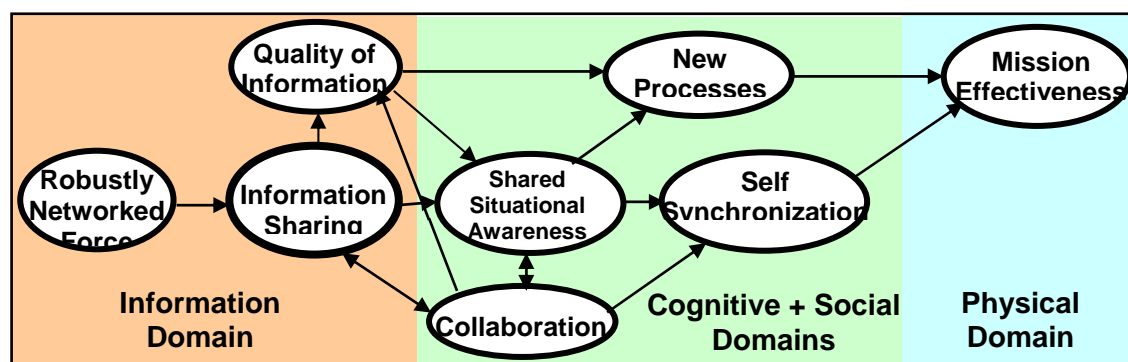 Quality of
Information
New
Processes
Mission
Effectiveness
Robustly
Networked
Force
Information
Sharing
Shared
Situational
Awareness
Self
Synchronization
Collaboration
Information
Domain
Cognitive + Social
Domains
Physical
Domain